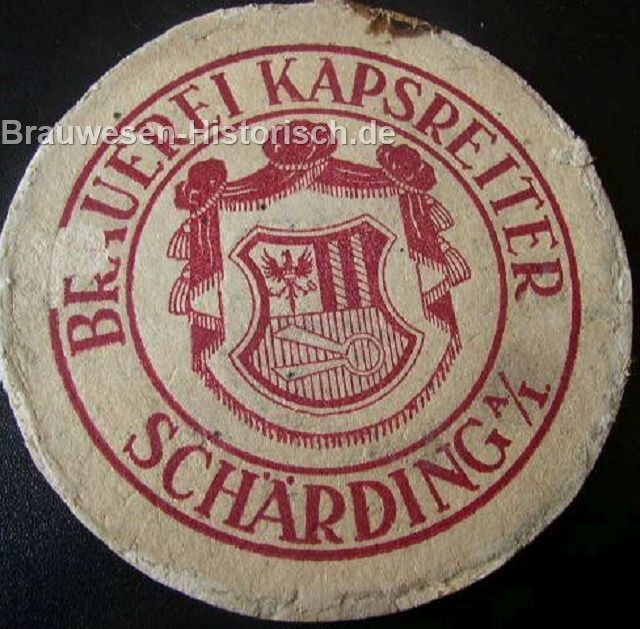 BRAUEREI KAPSREITER
SCHÄRDING A/I.
Brauwesen-Historisch.de